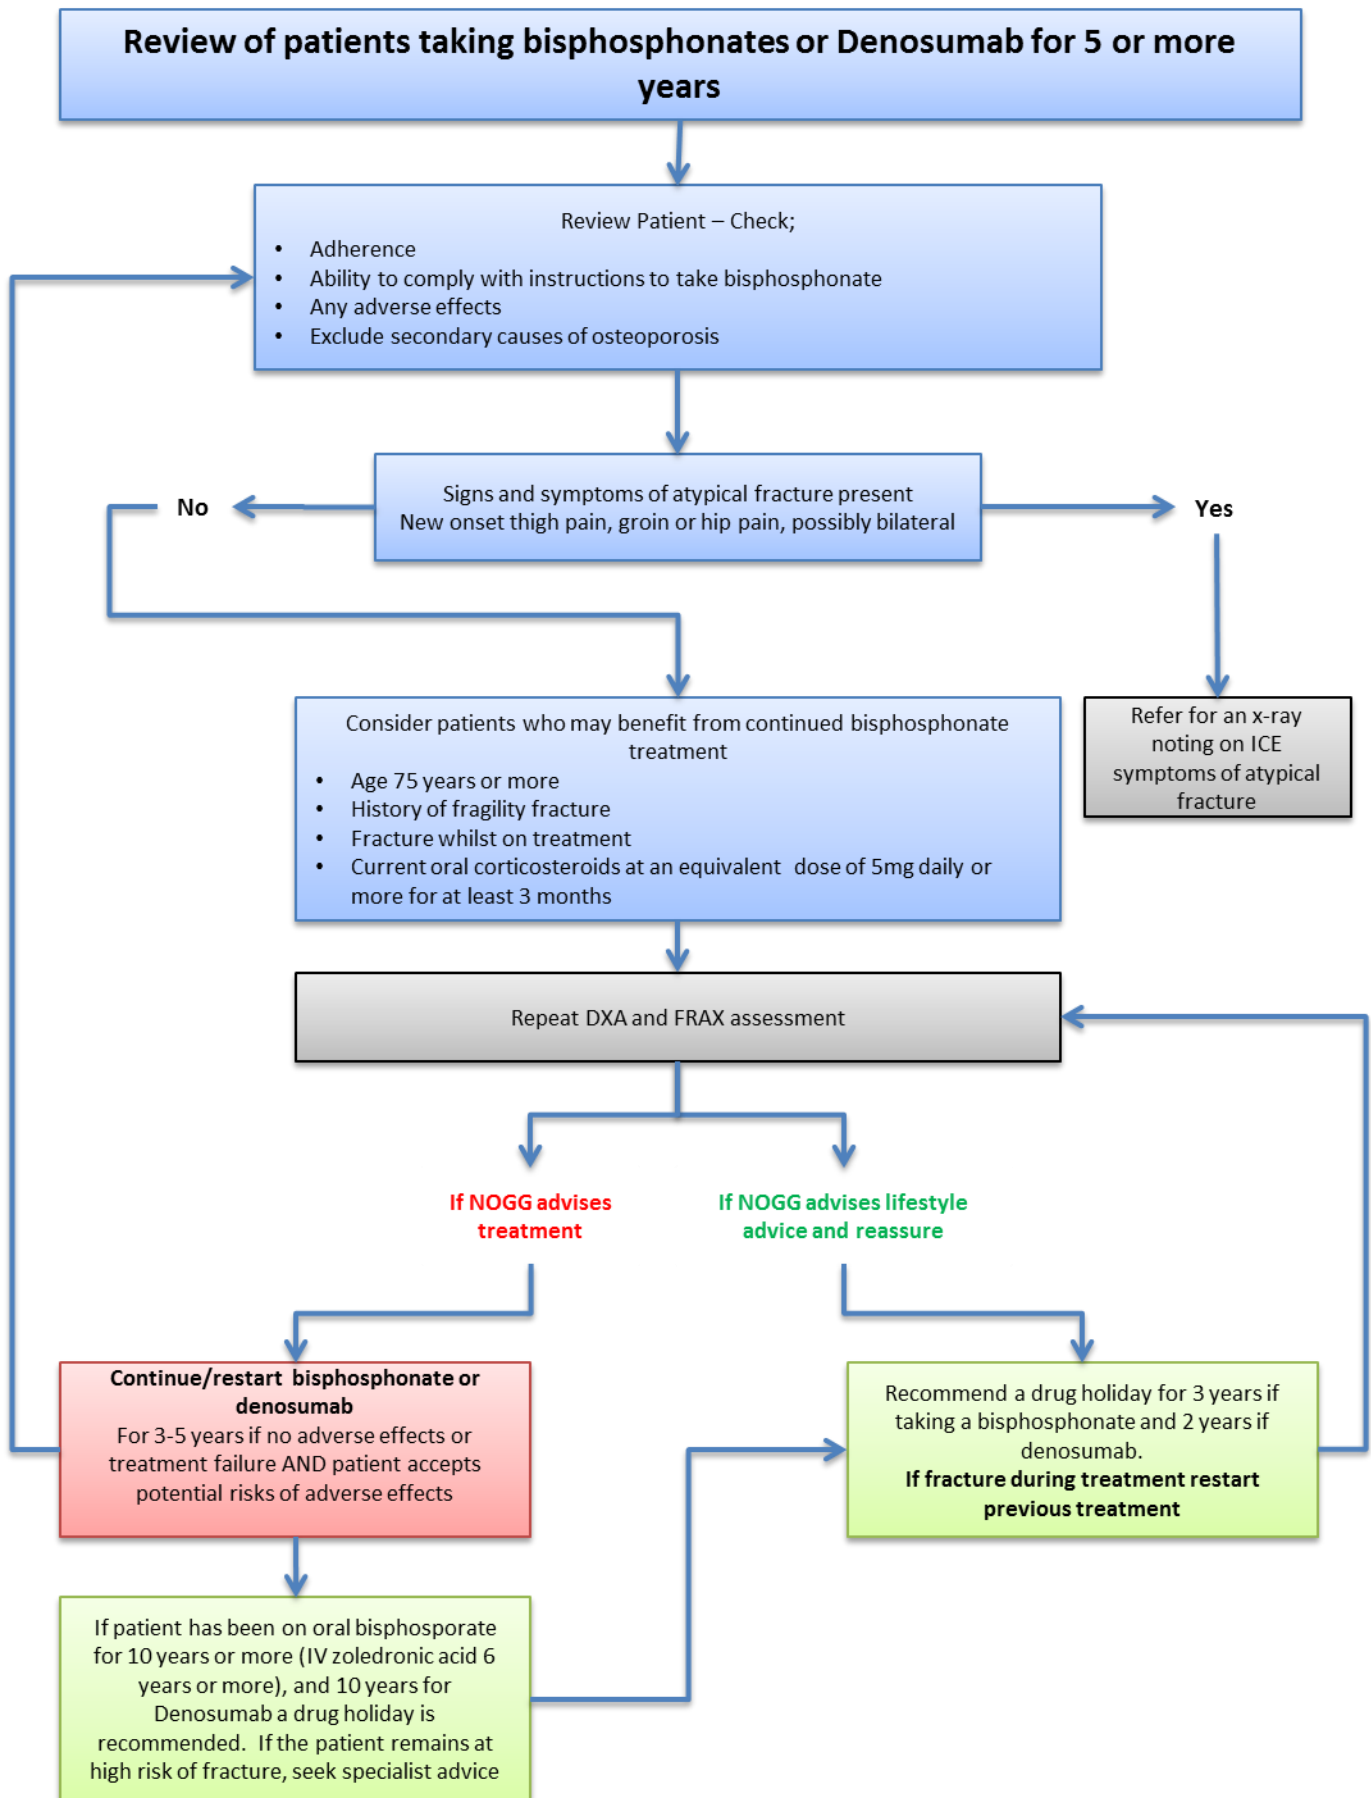 Review of patients taking bisphosphonates or Denosumab for 5 or more
years
Review Patient – Check;
• Adherence
• Ability to comply with instructions to take bisphosphonate
• Any adverse effects
• Exclude secondary causes of osteoporosis
Signs and symptoms of atypical fracture present
New onset thigh pain, groin or hip pain, possibly bilateral
No
Yes
Refer for an x-ray
noting on ICE
symptoms of atypical
fracture
Consider patients who may benefit from continued bisphosphonate
treatment
• Age 75 years or more
• History of fragility fracture
• Fracture whilst on treatment
• Current oral corticosteroids at an equivalent dose of 5mg daily or
more for at least 3 months
Repeat DXA and FRAX assessment
If NOGG advises
treatment
If NOGG advises lifestyle
advice and reassure
Continue/restart bisphosphonate or
denosumab
For 3-5 years if no adverse effects or
treatment failure AND patient accepts
potential risks of adverse effects
Recommend a drug holiday for 3 years if
taking a bisphosphonate and 2 years if
denosumab.
If fracture during treatment restart
previous treatment
If patient has been on oral bisphosporate
for 10 years or more (IV zoledronic acid 6
years or more), and 10 years for
Denosumab a drug holiday is
recommended. If the patient remains at
high risk of fracture, seek specialist advice